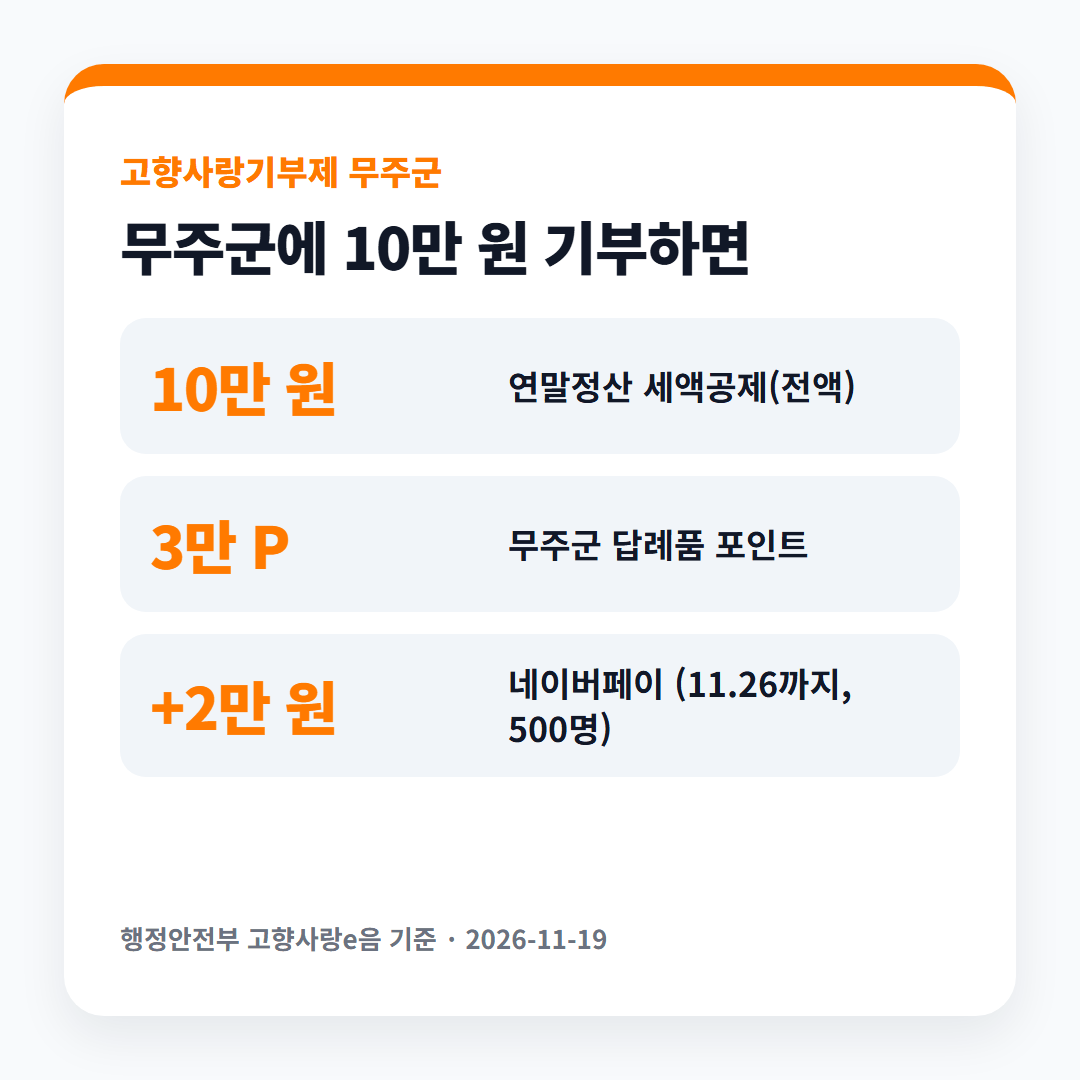 고향사랑기부제 무주군
무주군에 10만 원 기부하면
10만 원
연말정산 세액공제(전액)
3만 P
무주군 답례품 포인트
+2만 원
네이버페이 (11.26까지,
500명)
행정안전부 고향사랑e음 기준 · 2026-11-19